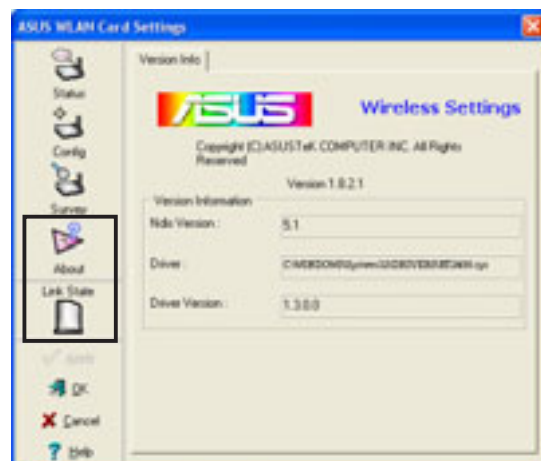 ASUS WLAN Card Settings
Status
Config
Survey
About
Link State
Apply
OK
Cancel
Help
Version Info
ASUS
Wireless Settings
Copyright (C) ASUSTeK COMPUTER INC. All Rights
Reserved
Version 1.8.2.1
Version Information
Ndis Version :
5.1
Driver :
Driver Version :
1.3.0.0